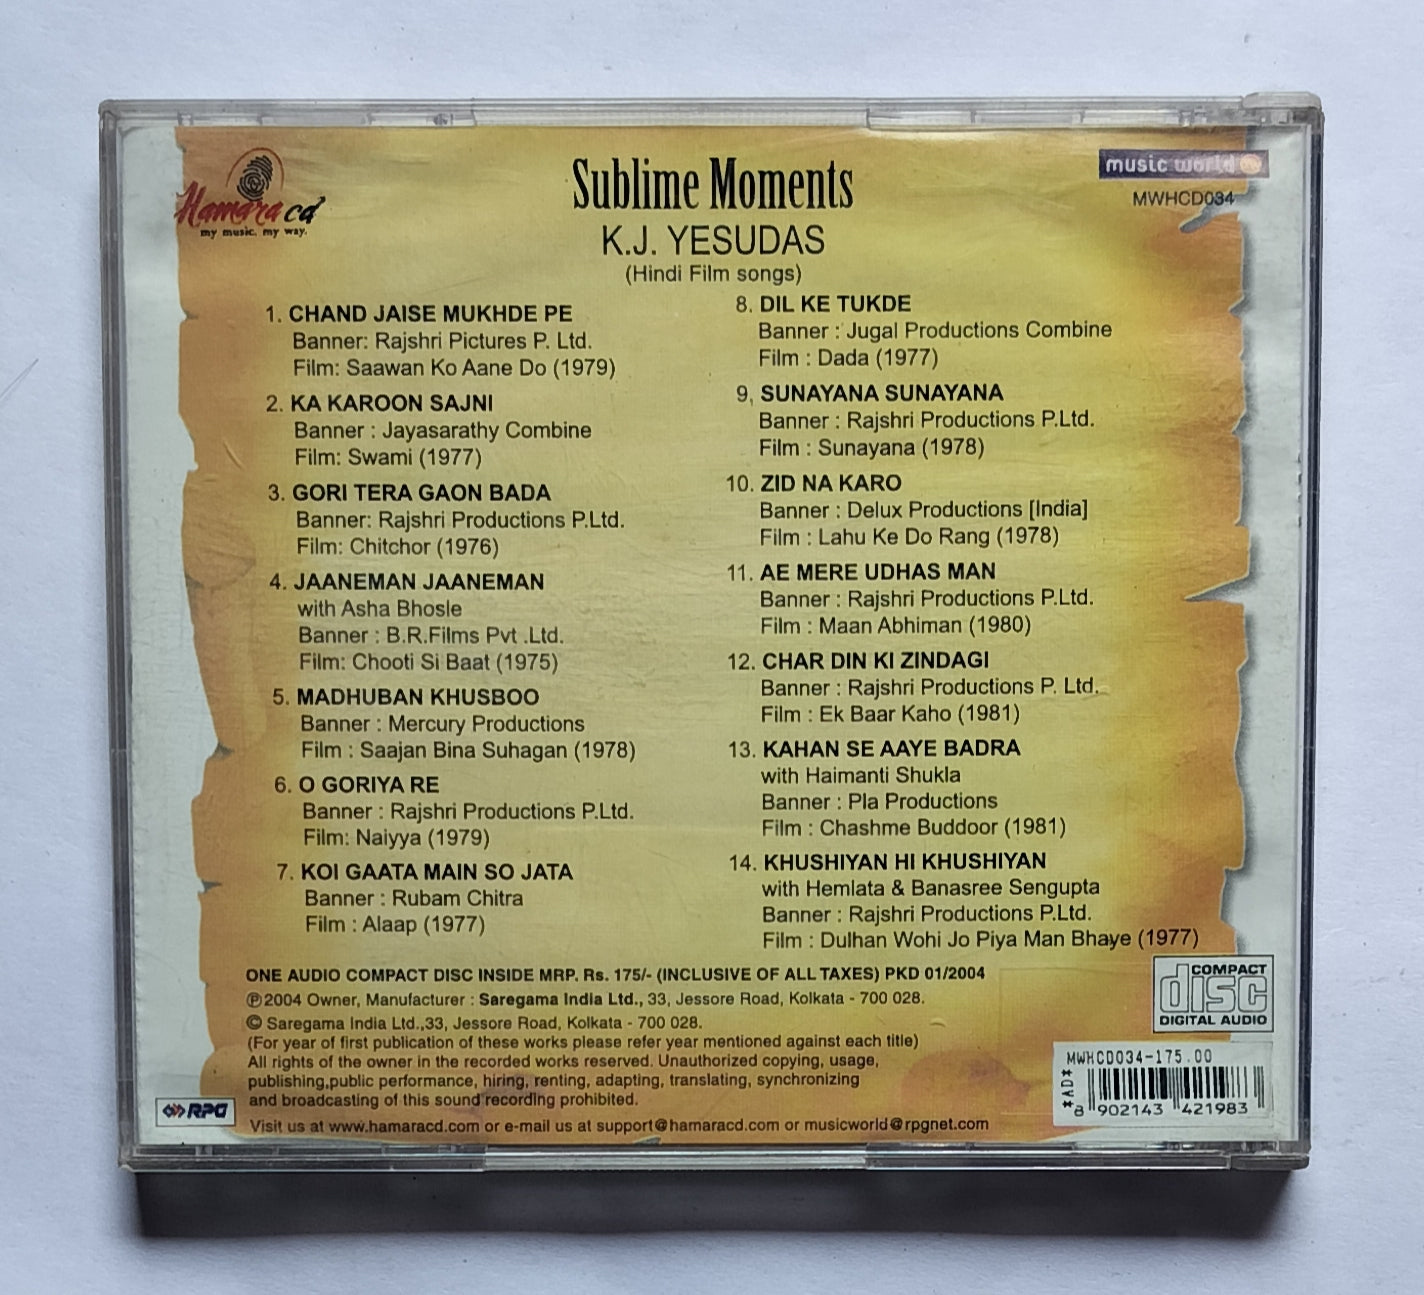 Hamara cd
my music. my way.
Sublime Moments
K.J. YESUDAS
(Hindi Film songs)
music world
MWHCD034
1. CHAND JAISE MUKHDE PE
Banner: Rajshri Pictures P. Ltd.
Film: Saawan Ko Aane Do (1979)
2. KA KAROON SAJNI
Banner : Jayasarathy Combine
Film: Swami (1977)
3. GORI TERA GAON BADA
Banner: Rajshri Productions P.Ltd.
Film: Chitchor (1976)
4. JAANEMAN JAANEMAN
with Asha Bhosle
Banner : B.R.Films Pvt .Ltd.
Film: Chooti Si Baat (1975)
5. MADHUBAN KHUSBOO
Banner : Mercury Productions
Film : Saajan Bina Suhagan (1978)
6. O GORIYA RE
Banner : Rajshri Productions P.Ltd.
Film: Naiyya (1979)
7. KOI GAATA MAIN SO JATA
Banner : Rubam Chitra
Film : Alaap (1977)
8. DIL KE TUKDE
Banner : Jugal Productions Combine
Film : Dada (1977)
9, SUNAYANA SUNAYANA
Banner : Rajshri Productions P.Ltd.
Film : Sunayana (1978)
10. ZID NA KARO
Banner : Delux Productions [India]
Film : Lahu Ke Do Rang (1978)
11. AE MERE UDHAS MAN
Banner : Rajshri Productions P.Ltd.
Film : Maan Abhiman (1980)
12. CHAR DIN KI ZINDAGI
Banner : Rajshri Productions P. Ltd.
Film : Ek Baar Kaho (1981)
13. KAHAN SE AAYE BADRA
with Haimanti Shukla
Banner : Pla Productions
Film : Chashme Buddoor (1981)
14. KHUSHIYAN HI KHUSHIYAN
with Hemlata & Banasree Sengupta
Banner : Rajshri Productions P.Ltd.
Film : Dulhan Wohi Jo Piya Man Bhaye (1977)
ONE AUDIO COMPACT DISC INSIDE MRP. Rs. 175/- (INCLUSIVE OF ALL TAXES) PKD 01/2004
℗2004 Owner, Manufacturer : Saregama India Ltd., 33, Jessore Road, Kolkata - 700 028.
© Saregama India Ltd.,33, Jessore Road, Kolkata - 700 028.
(For year of first publication of these works please refer year mentioned against each title)
All rights of the owner in the recorded works reserved. Unauthorized copying, usage,
publishing,public performance, hiring, renting, adapting, translating, synchronizing
and broadcasting of this sound recording prohibited.
Visit us at www.hamaracd.com or e-mail us at support@hamaracd.com or musicworld@rpgnet.com
RPG
COMPACT
disc
DIGITAL AUDIO
MWHCD034-175.00
*AD*
8 902143 421983